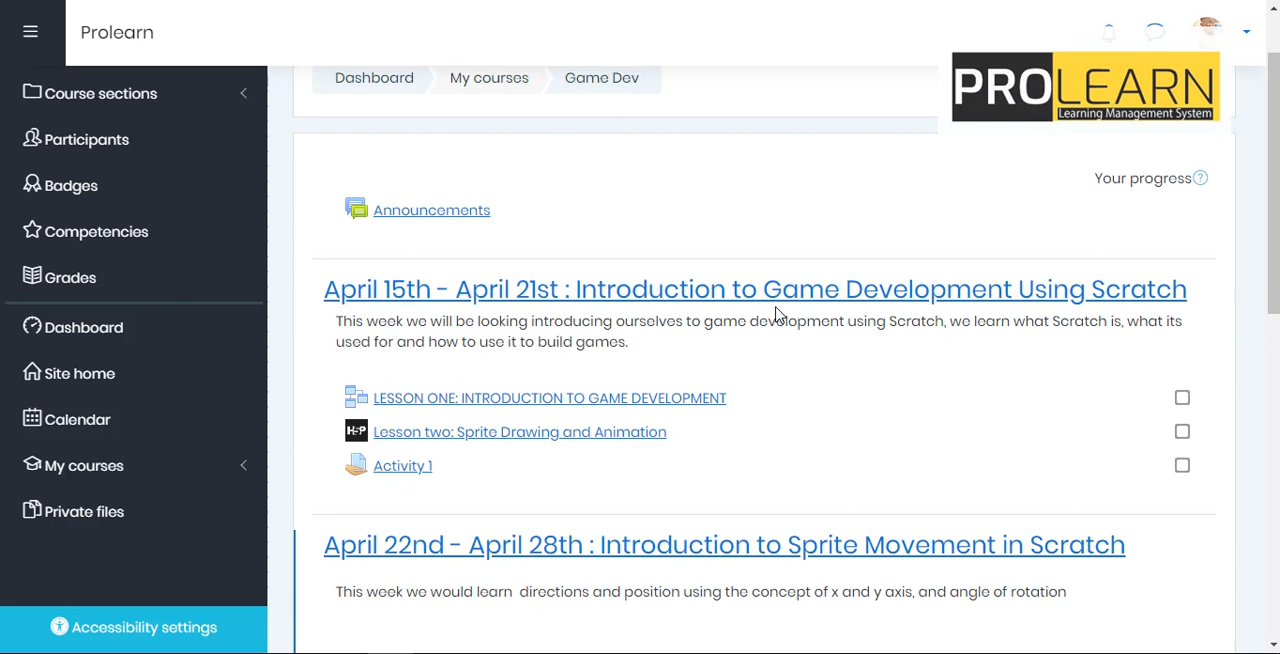 Prolearn
PROLEARN
Learning Management System
Dashboard
My courses
Game Dev
Course sections
Participants
Badges
Competencies
Grades
Dashboard
Site home
Calendar
My courses
Private files
Accessibility settings
Your progress
Announcements
April 15th - April 21st : Introduction to Game Development Using Scratch
This week we will be looking introducing ourselves to game development using Scratch, we learn what Scratch is, what its
used for and how to use it to build games.
LESSON ONE: INTRODUCTION TO GAME DEVELOPMENT
H5P
Lesson two: Sprite Drawing and Animation
Activity 1
April 22nd - April 28th : Introduction to Sprite Movement in Scratch
This week we would learn directions and position using the concept of x and y axis, and angle of rotation